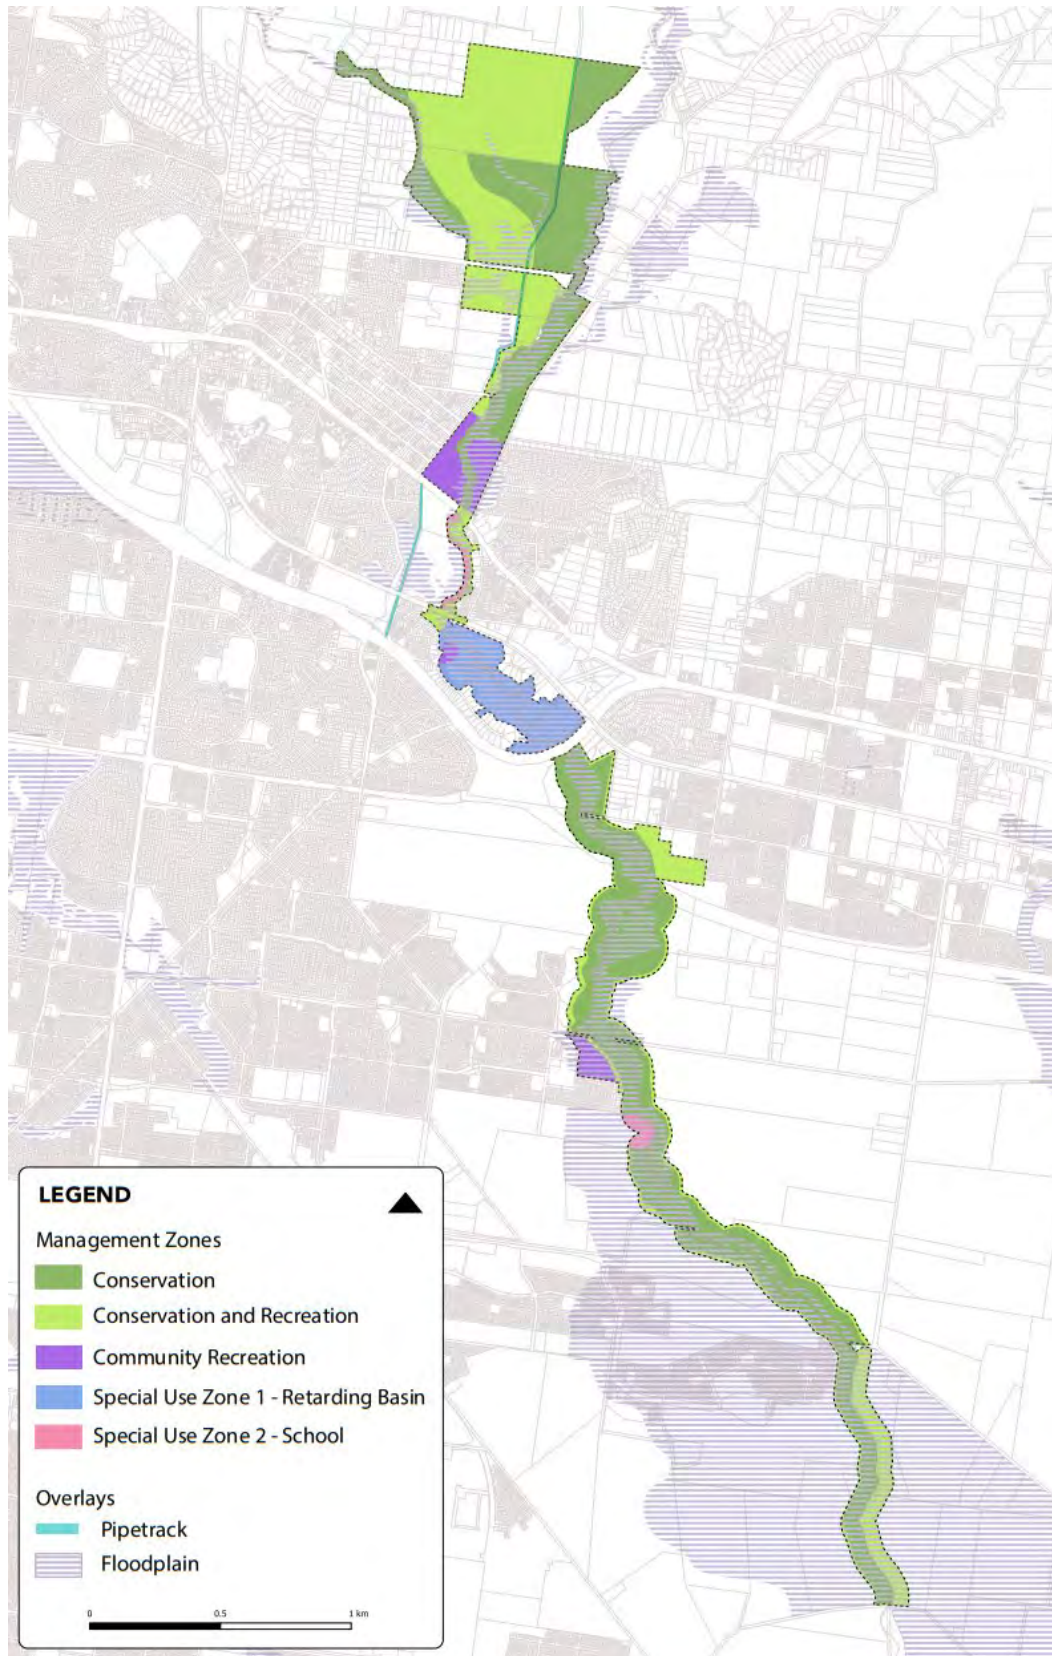 LEGEND
Management Zones
Conservation
Conservation and Recreation
Community Recreation
Special Use Zone 1 - Retarding Basin
Special Use Zone 2 - School
Overlays
Pipetrack
Floodplain
0 0.5 1 km